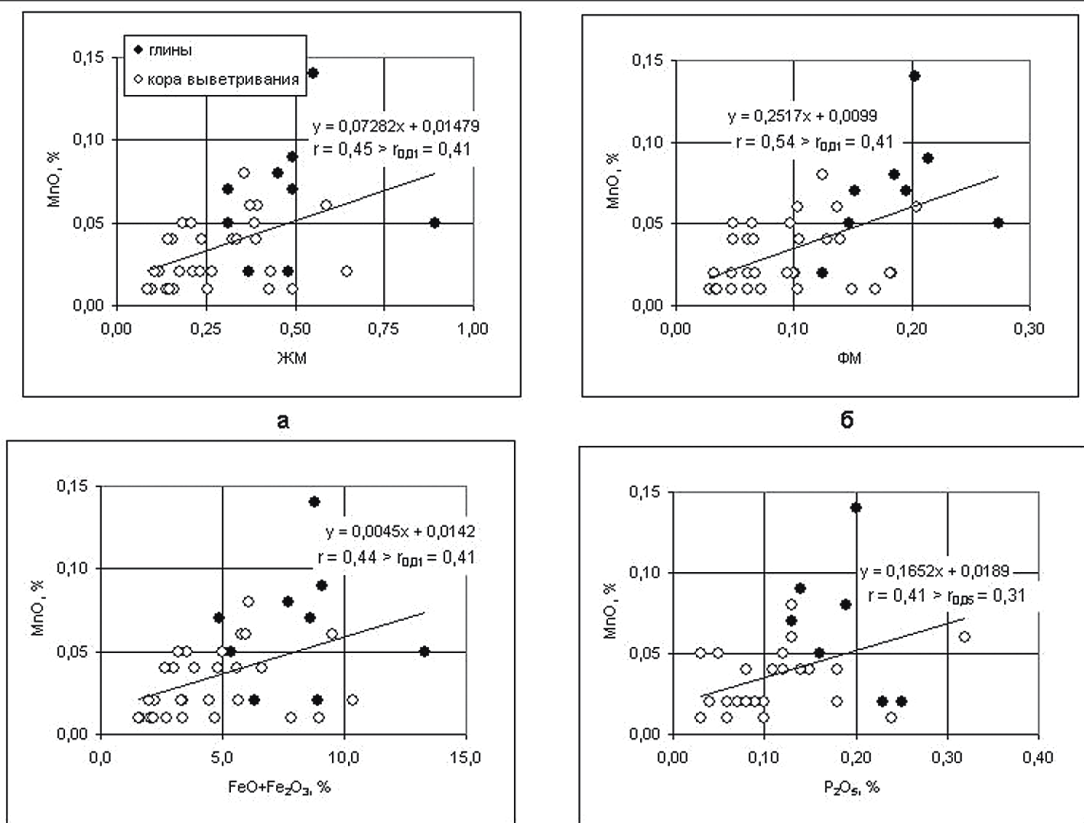 глины
кора выветривания
0,15
0,10
0,05
0,00
MnO, %
y = 0,07282x + 0,01479
r = 0,45 > r0,01 = 0,41
0,00 0,25 0,50 0,75 1,00
ЖМ
а
0,15
0,10
0,05
0,00
MnO, %
y = 0,2517x + 0,0099
r = 0,54 > r0,01 = 0,41
0,00 0,10 0,20 0,30
ФМ
б
0,15
0,10
0,05
0,00
MnO, %
y = 0,0045x + 0,0142
r = 0,44 > r0,01 = 0,41
0,0 5,0 10,0 15,0
FeO+Fe2O3, %
0,15
0,10
0,05
0,00
MnO, %
y = 0,1652x + 0,0189
r = 0,41 > r0,05 = 0,31
0,00 0,10 0,20 0,30 0,40
P2O5, %